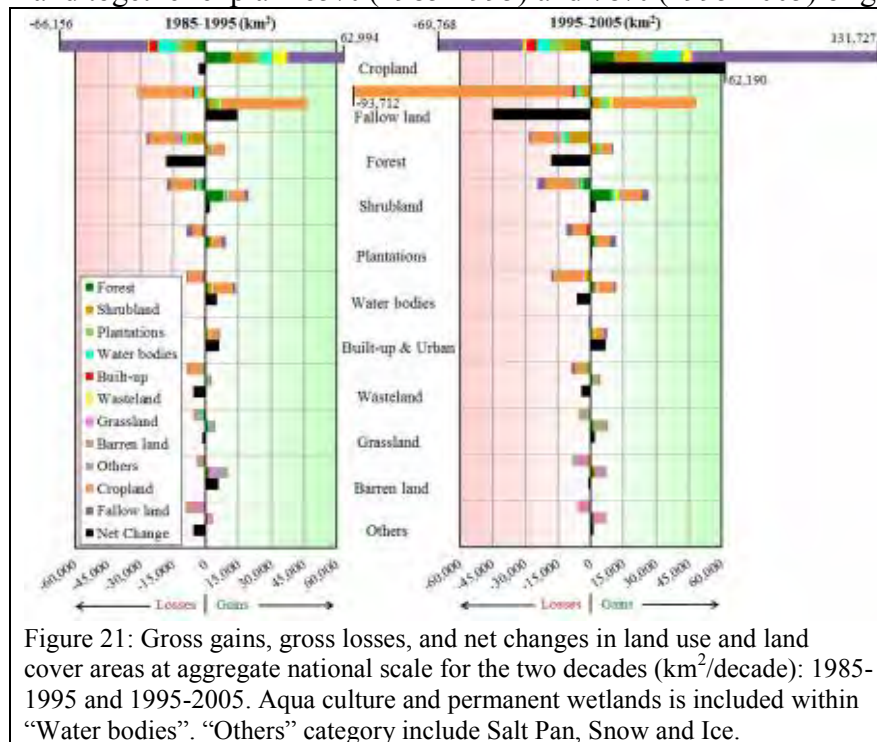 1985-1995 (km²)
1995-2005 (km²)
-66,156
62,994
-69,768
131,727
Cropland
62,190
-93,712
Fallow land
Forest
Shrubland
Plantations
Water bodies
Built-up & Urban
Wasteland
Grassland
Barren land
Others
Forest
Shrubland
Plantations
Water bodies
Built-up
Wasteland
Grassland
Barren land
Others
Cropland
Fallow land
Net Change
-60,000 -45,000 -30,000 -15,000 0 15,000 30,000 45,000 60,000
-60,000 -45,000 -30,000 -15,000 0 15,000 30,000 45,000 60,000
Losses Gains
Losses Gains
Figure 21: Gross gains, gross losses, and net changes in land use and land
cover areas at aggregate national scale for the two decades (km²/decade): 1985-
1995 and 1995-2005. Aqua culture and permanent wetlands is included within
“Water bodies”. “Others” category include Salt Pan, Snow and Ice.